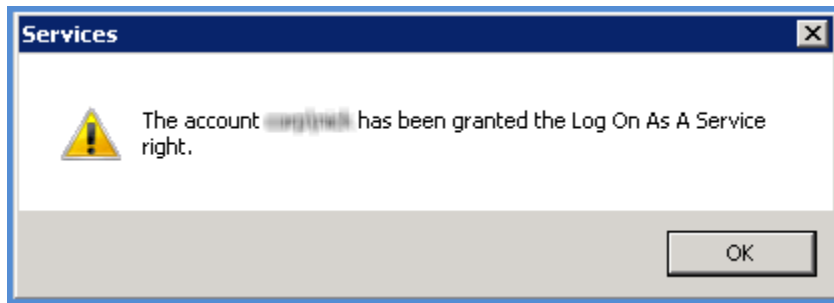 Services
The account has been granted the Log On As A Service
right.
OK